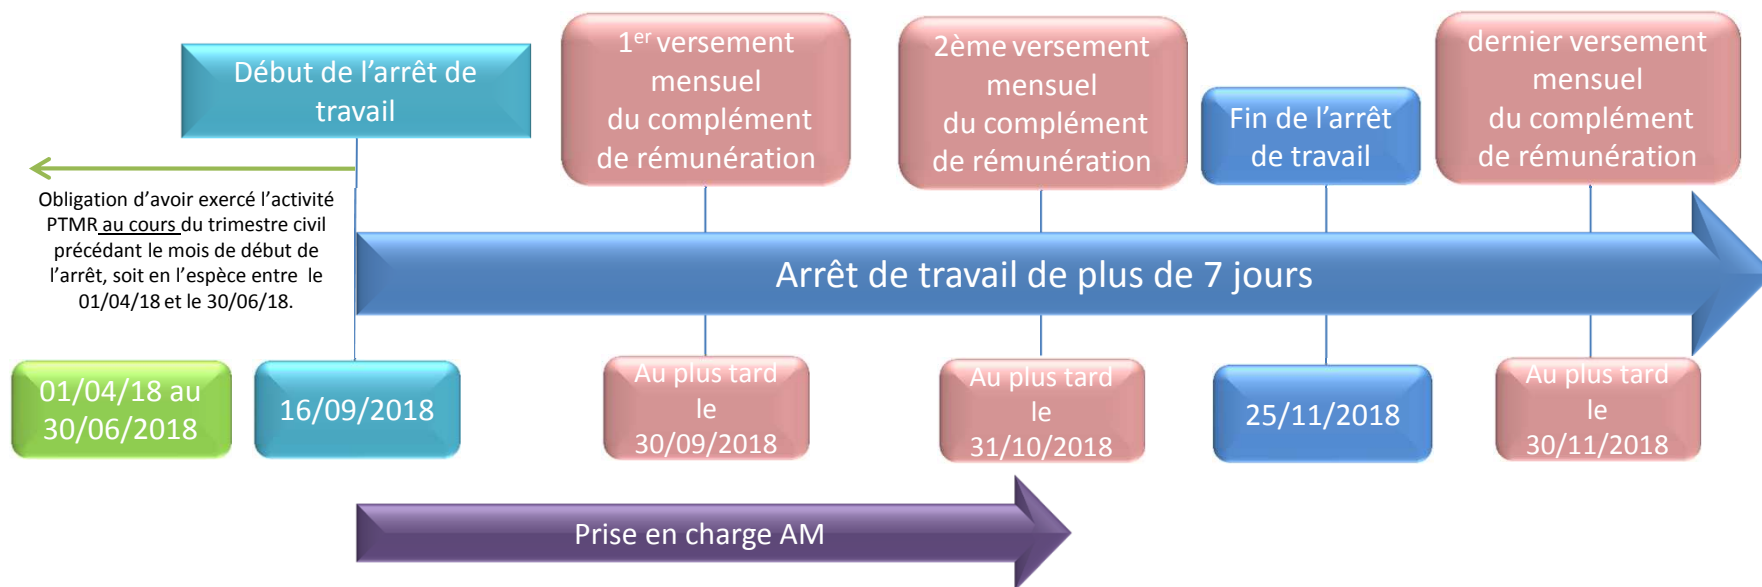 Début de l’arrêt de
travail
1er versement
mensuel
du complément
de rémunération
2ème versement
mensuel
du complément
de rémunération
Fin de l’arrêt
de travail
dernier versement
mensuel
du complément
de rémunération
Obligation d’avoir exercé l’activité
PTMR au cours du trimestre civil
précédant le mois de début de
l’arrêt, soit en l’espèce entre le
01/04/18 et le 30/06/18.
Arrêt de travail de plus de 7 jours
01/04/18 au
30/06/2018
16/09/2018
Au plus tard
le
30/09/2018
Au plus tard
le
31/10/2018
25/11/2018
Au plus tard
le
30/11/2018
Prise en charge AM